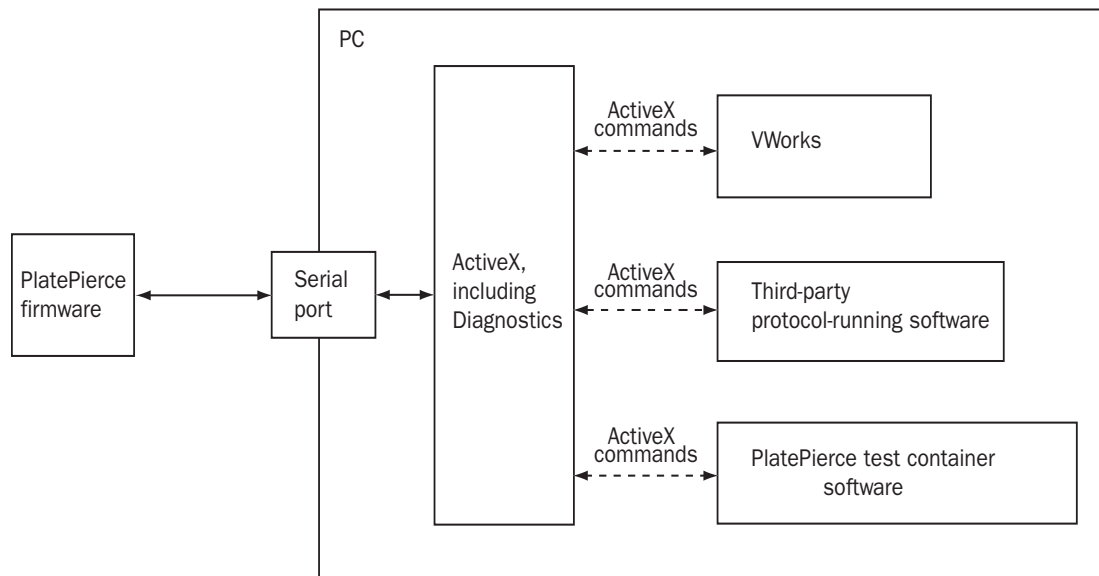 PC
ActiveX
commands
VWorks
PlatePierce
firmware
Serial
port
ActiveX,
including
Diagnostics
ActiveX
commands
Third-party
protocol-running software
ActiveX
commands
PlatePierce test container
software